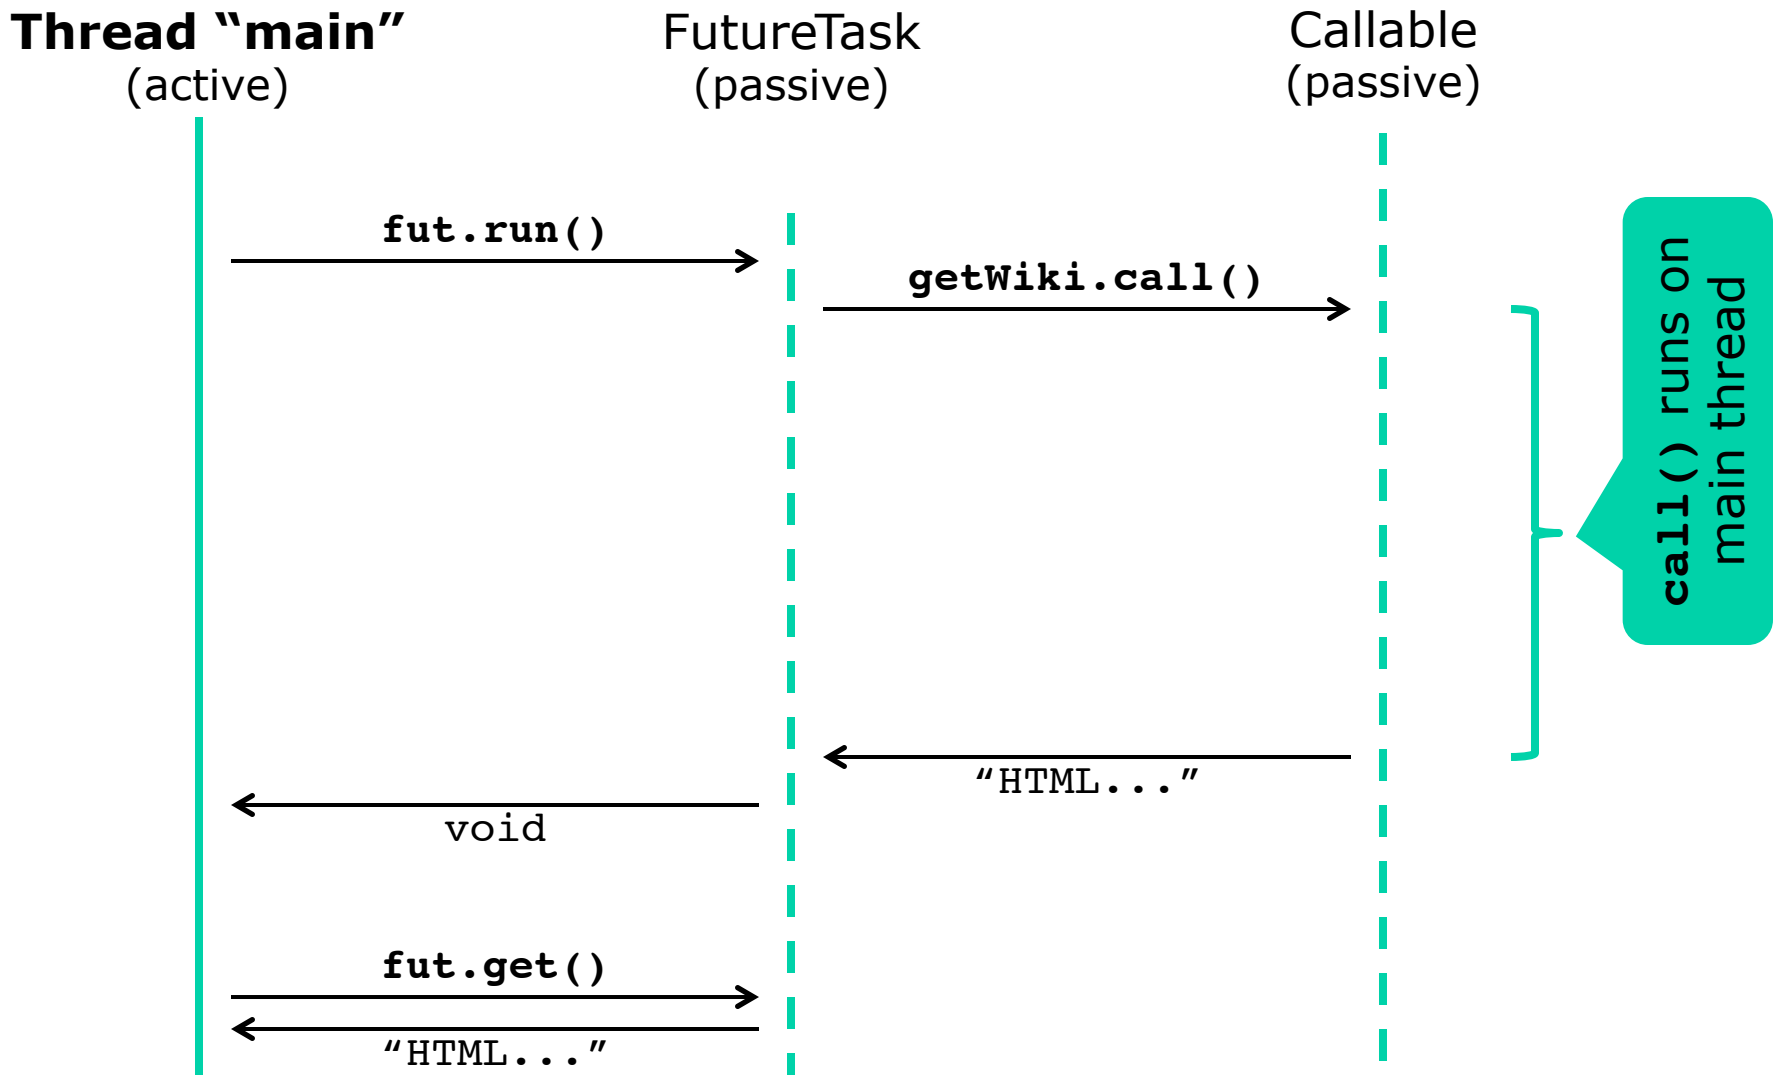 Thread “main”
(active)
FutureTask
(passive)
Callable
(passive)
fut.run()
getWiki.call()
call() runs on
main thread
“HTML...”
void
fut.get()
“HTML...”